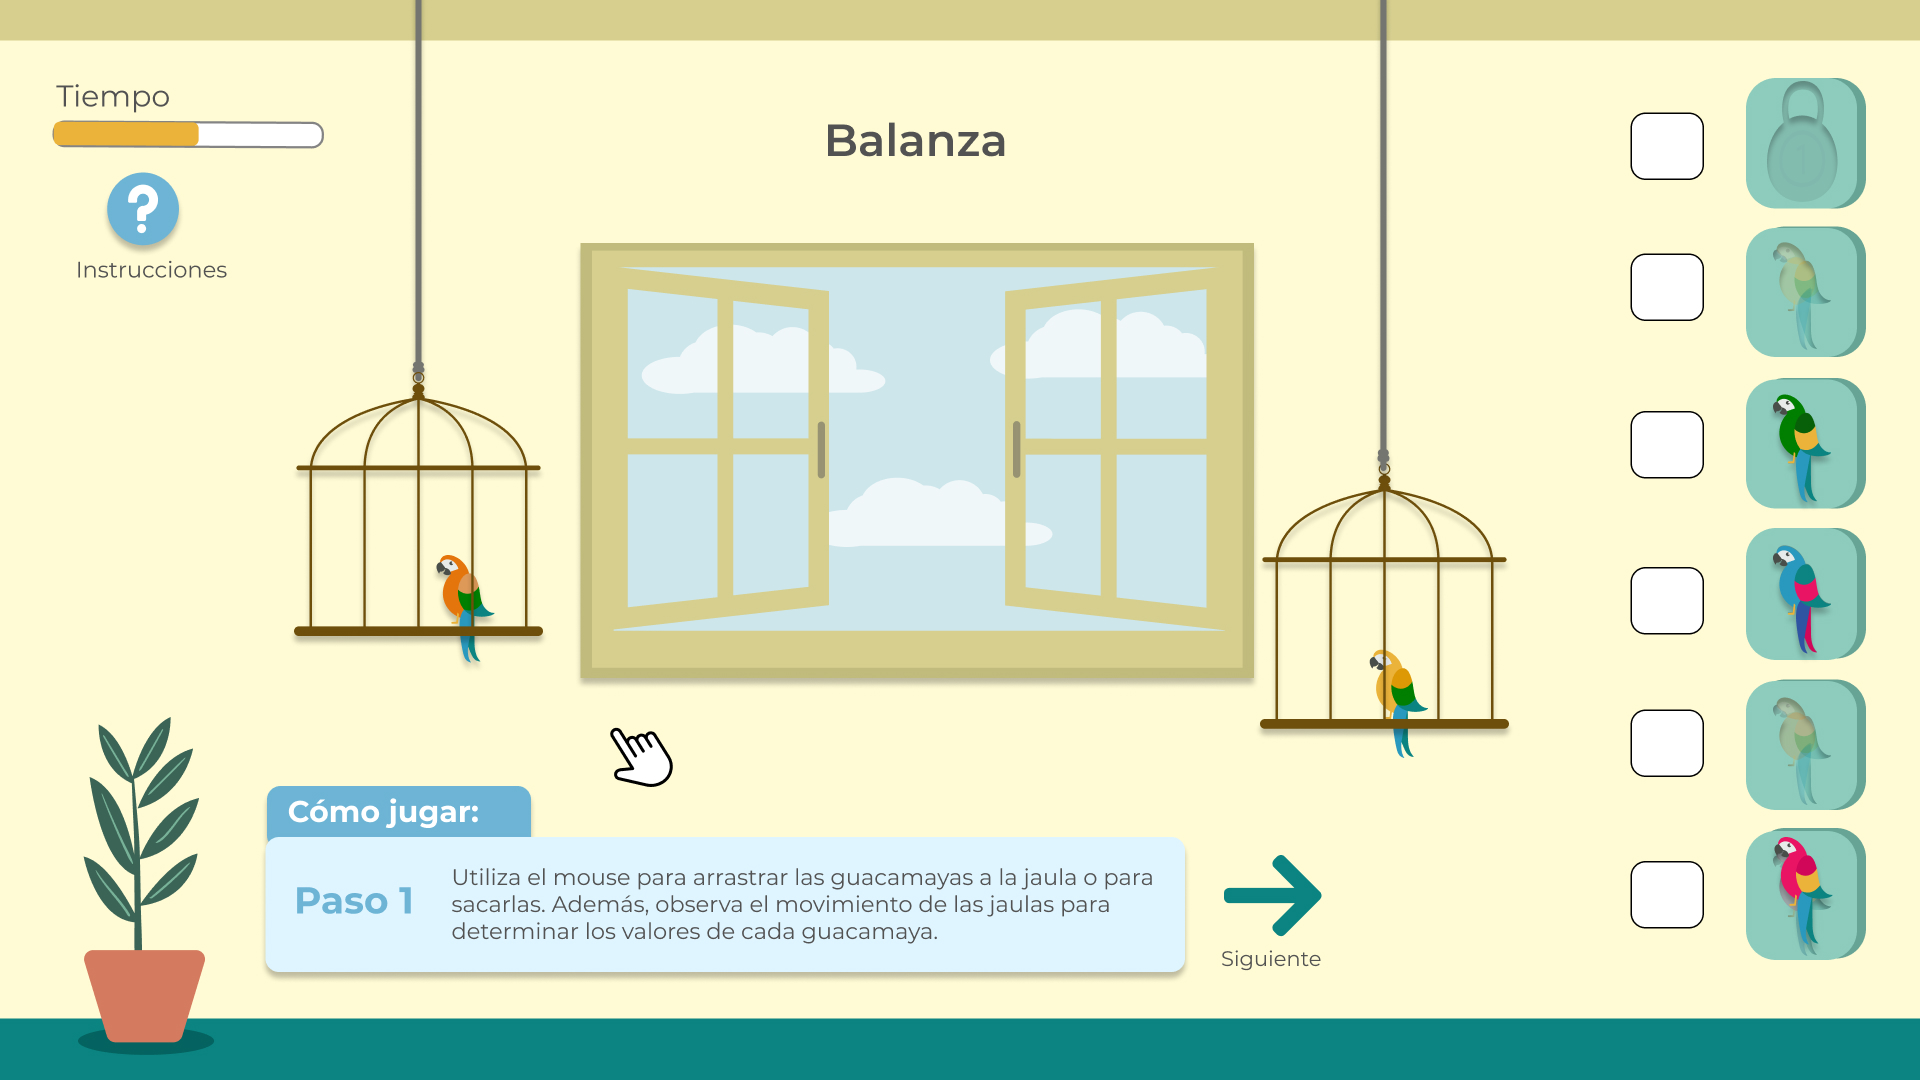 Tiempo
Balanza
Instrucciones
Cómo jugar:
Paso 1
Utiliza el mouse para arrastrar las guacamayas a la jaula o para
sacarlas. Además, observa el movimiento de las jaulas para
determinar los valores de cada guacamaya.
Siguiente
1